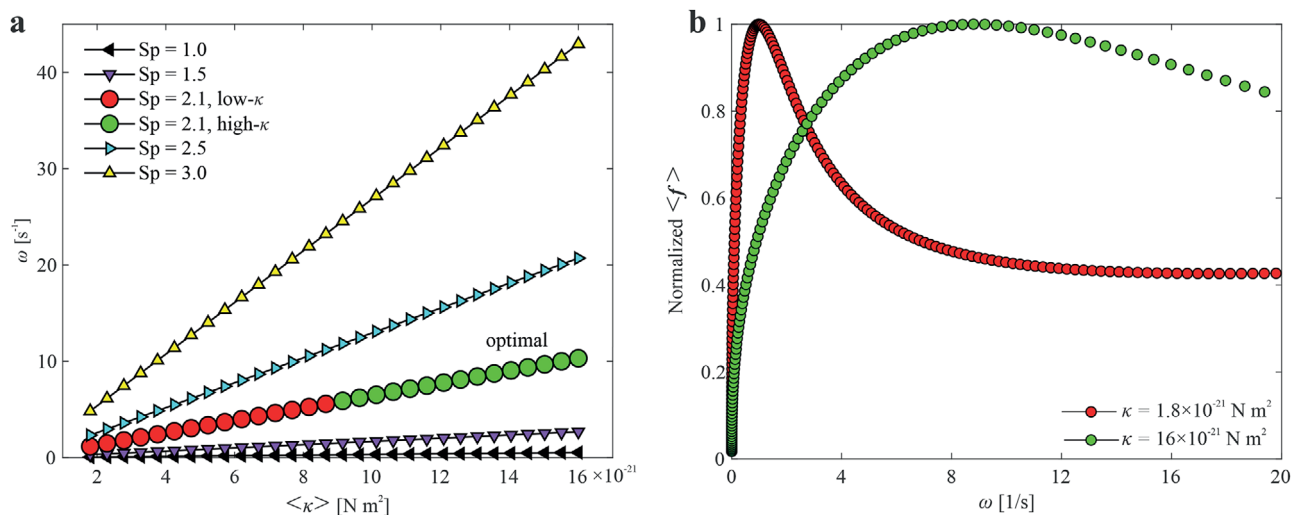 a
Sp = 1.0
Sp = 1.5
Sp = 2.1, low-κ
Sp = 2.1, high-κ
Sp = 2.5
Sp = 3.0
optimal
ω [s⁻¹]
40
30
20
10
0
2 4 6 8 10 12 14 16 ×10⁻²¹
<κ> [N m²]
b
Normalized <f>
1
0.8
0.6
0.4
0.2
0
κ = 1.8×10⁻²¹ N m²
κ = 16×10⁻²¹ N m²
0 4 8 12 16 20
ω [1/s]